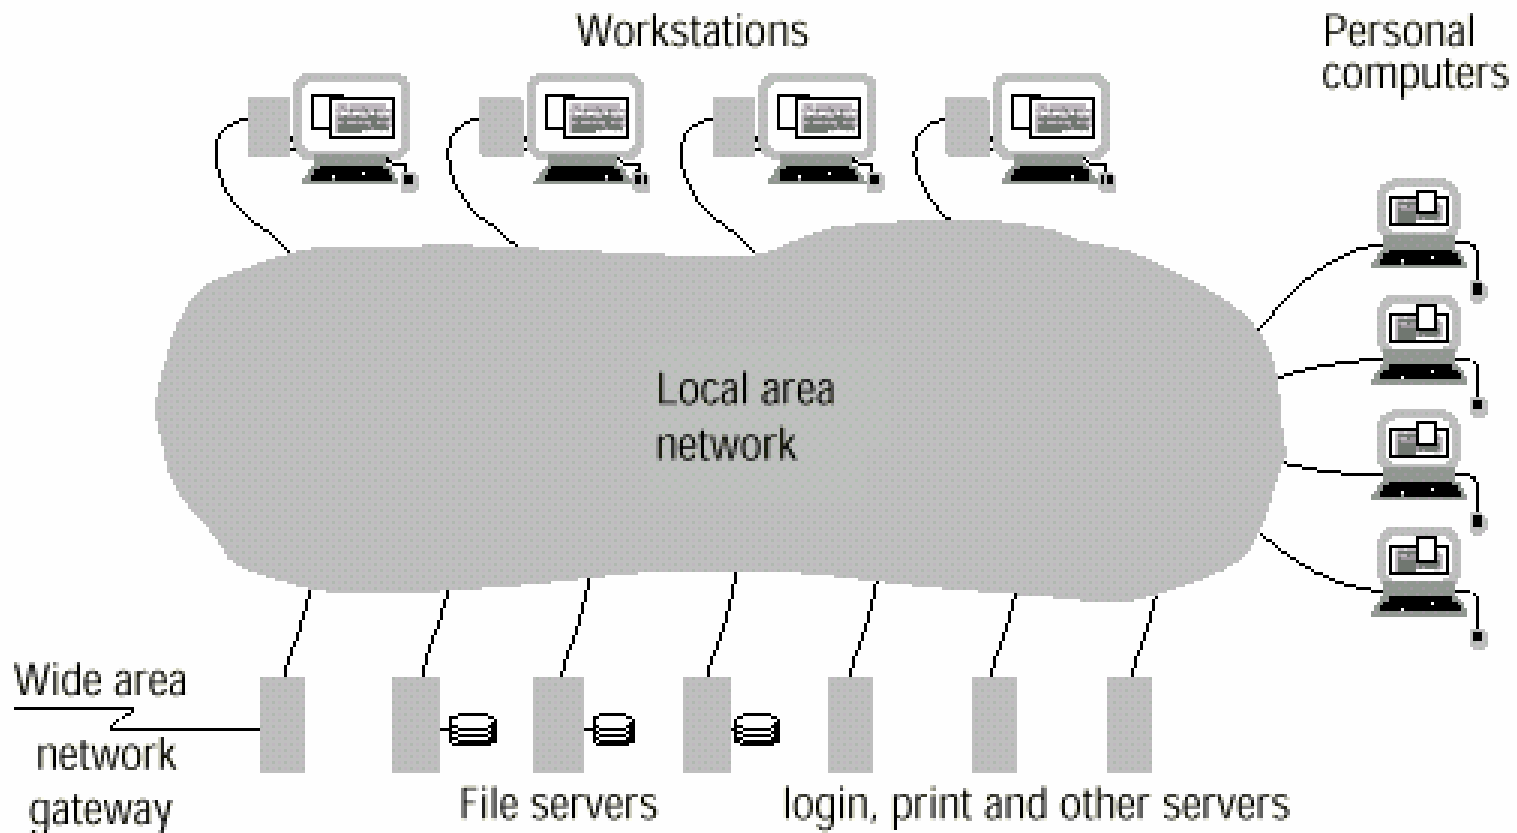 Workstations
Personal
computers
Local area
network
Wide area
network
gateway
File servers
login, print and other servers